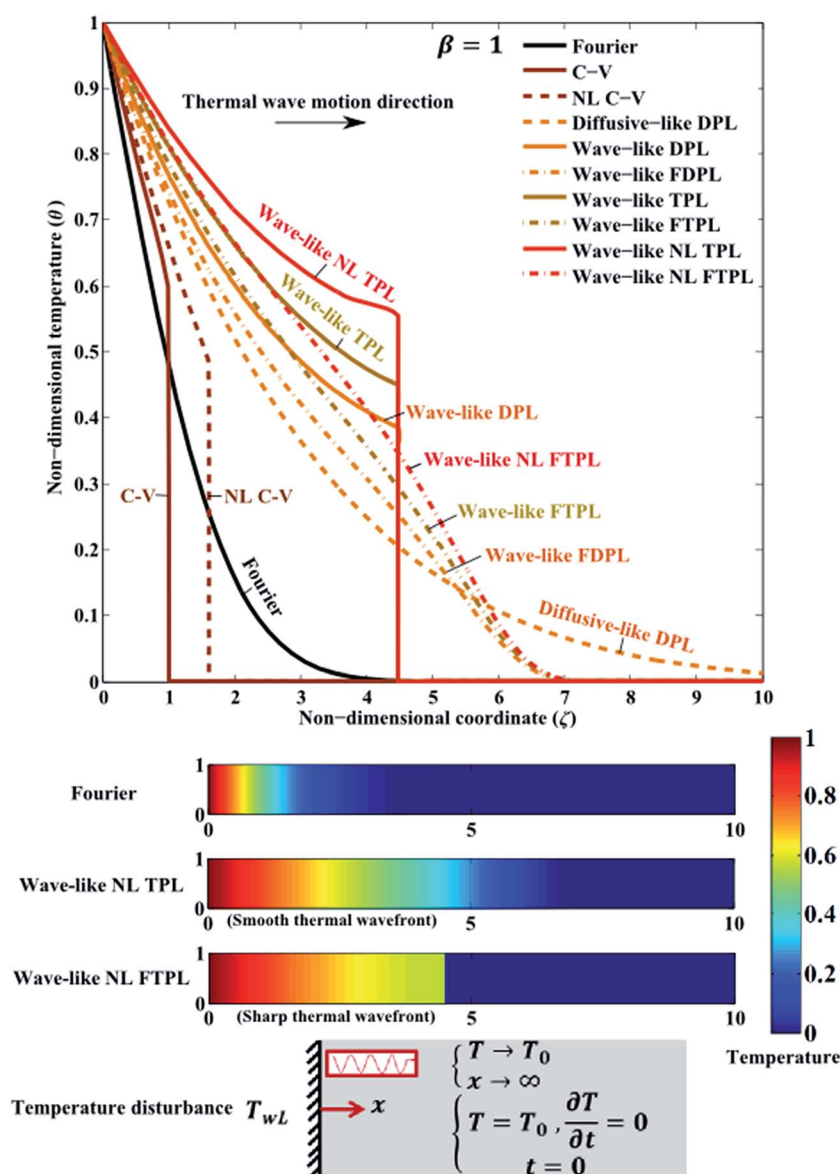 β = 1
Fourier
C−V
NL C−V
Diffusive−like DPL
Wave−like DPL
Wave−like FDPL
Wave−like TPL
Wave−like FTPL
Wave−like NL TPL
Wave−like NL FTPL
Thermal wave motion direction
Wave-like NL TPL
Wave-like TPL
Wave-like DPL
Wave-like NL FTPL
C-V
NL C-V
Wave-like FTPL
Wave-like FDPL
Fourier
Diffusive-like DPL
Non-dimensional temperature (θ)
1
0.9
0.8
0.7
0.6
0.5
0.4
0.3
0.2
0.1
0
0 1 2 3 4 5 6 7 8 9 10
Non-dimensional coordinate (ζ)
Fourier
1
0
0 5 10
Wave-like NL TPL
1
0
0 (Smooth thermal wavefront) 5 10
Wave-like NL FTPL
1
0
0 (Sharp thermal wavefront) 5 10
1
0.8
0.6
0.4
0.2
0
Temperature
Temperature disturbance T_wL
x
{ T → T₀
x → ∞
{ T = T₀ , ∂T/∂t = 0
t = 0